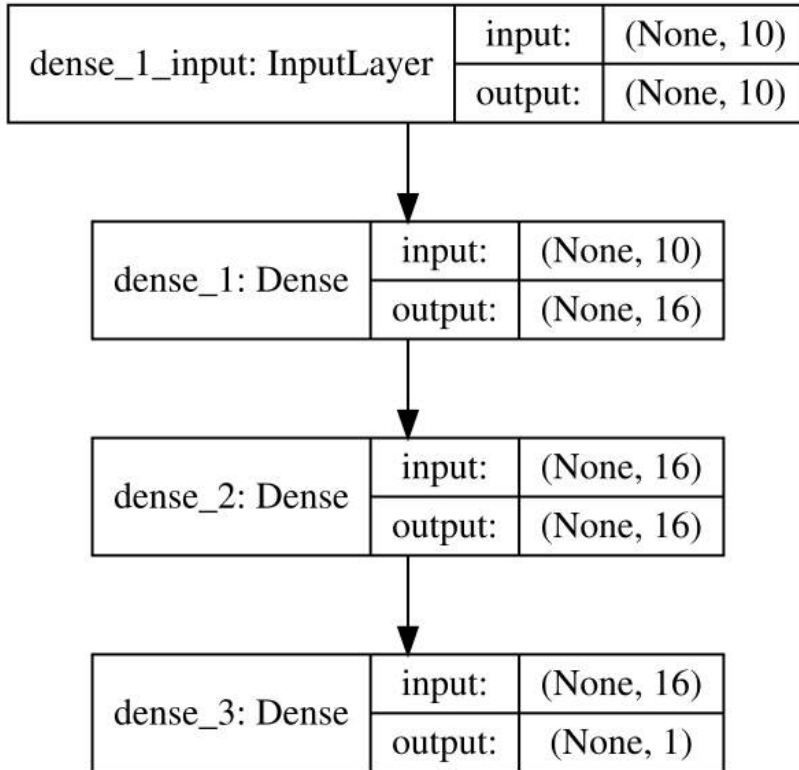 dense_1_input: InputLayer
input: (None, 10)
output: (None, 10)
dense_1: Dense
input: (None, 10)
output: (None, 16)
dense_2: Dense
input: (None, 16)
output: (None, 16)
dense_3: Dense
input: (None, 16)
output: (None, 1)